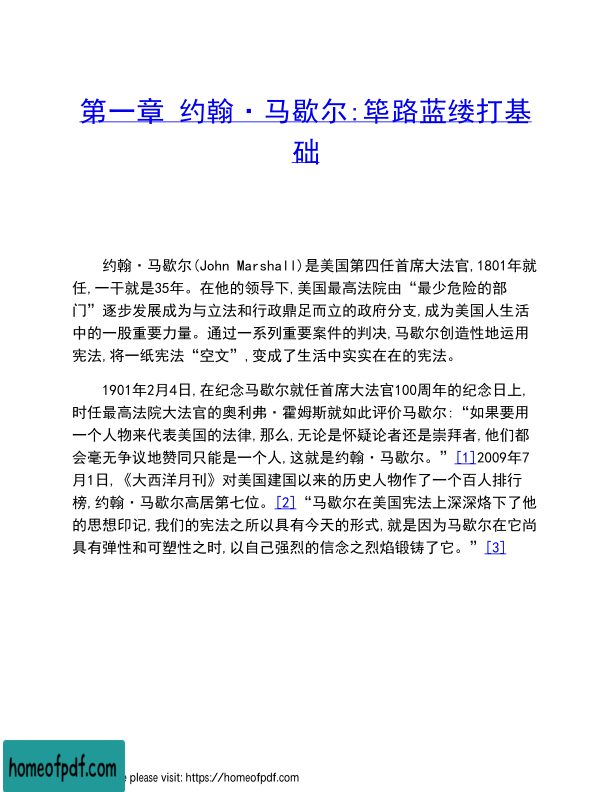 第一章 约翰·马歇尔:筚路蓝缕打基
础
约翰·马歇尔(John Marshall)是美国第四任首席大法官,1801年就
任,一干就是35年。在他的领导下,美国最高法院由“最少危险的部
门”逐步发展成为与立法和行政鼎足而立的政府分支,成为美国人生活
中的一股重要力量。通过一系列重要案件的判决,马歇尔创造性地运用
宪法,将一纸宪法“空文”,变成了生活中实实在在的宪法。
1901年2月4日,在纪念马歇尔就任首席大法官100周年的纪念日上,
时任最高法院大法官的奥利弗·霍姆斯就如此评价马歇尔:“如果要用
一个人物来代表美国的法律,那么,无论是怀疑论者还是崇拜者,他们都
会毫无争议地赞同只能是一个人,这就是约翰·马歇尔。”[1]2009年7
月1日,《大西洋月刊》对美国建国以来的历史人物作了一个百人排行
榜,约翰·马歇尔高居第七位。[2]“马歇尔在美国宪法上深深烙下了他
的思想印记,我们的宪法之所以具有今天的形式,就是因为马歇尔在它尚
具有弹性和可塑性之时,以自己强烈的信念之烈焰锻铸了它。”[3]
homeofpdf.com
e please visit: https://homeofpdf.com